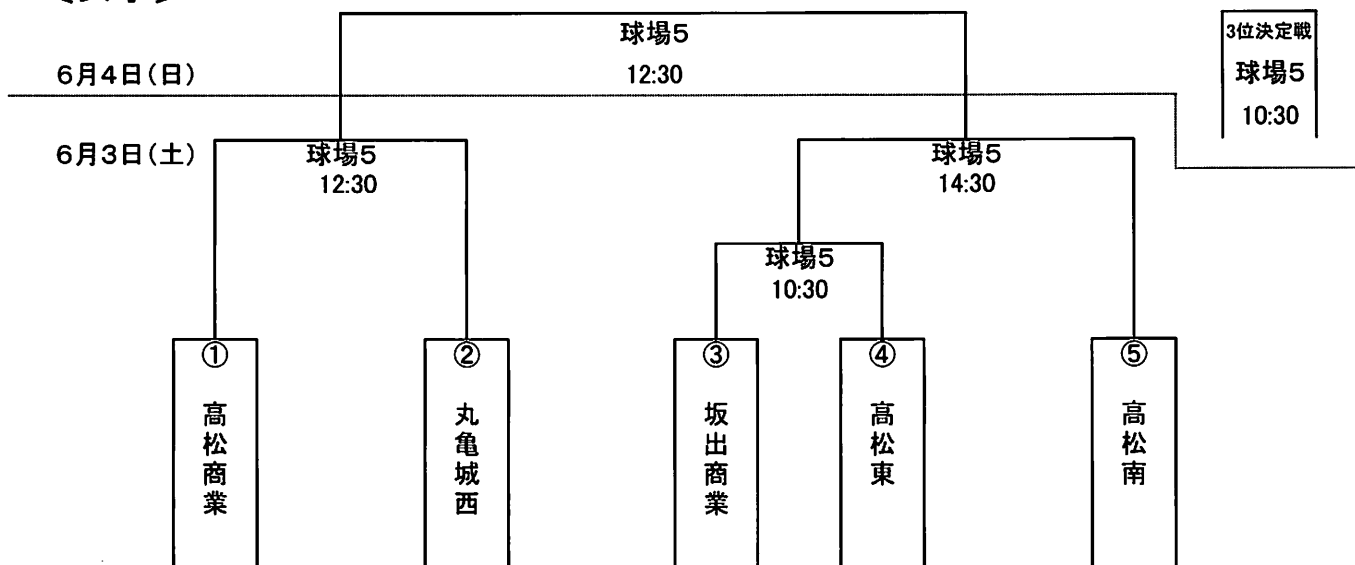 球場5
12:30
3位決定戦
球場5
10:30
6月4日(日)
6月3日(土)
球場5
12:30
球場5
14:30
球場5
10:30
①
高松商業
②
丸亀城西
③
坂出商業
④
高松東
⑤
高松南